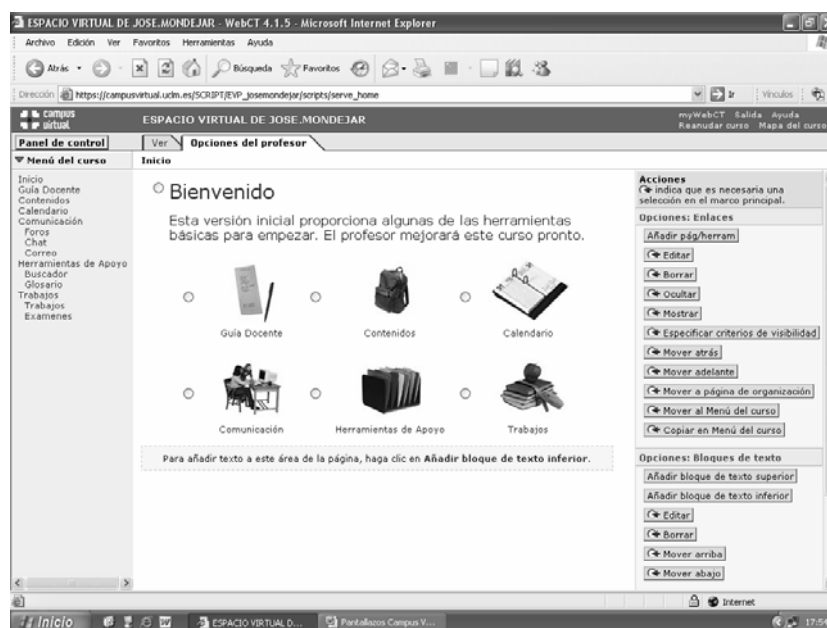 ESPACIO VIRTUAL DE JOSE.MONDEJAR - WebCT 4.1.5 - Microsoft Internet Explorer
Archivo Edición Ver Favoritos Herramientas Ayuda
Atrás Búsqueda Favoritos
Dirección https://campusvirtual.uclm.es/SCRIPT/EVP_josemondejar/scripts/serve_home Ir Vínculos
campus virtual
ESPACIO VIRTUAL DE JOSE.MONDEJAR
myWebCT Salida Ayuda
Reanudar curso Mapa del curso
Panel de control Ver Opciones del profesor
Menú del curso Inicio
Inicio
Guía Docente
Contenidos
Calendario
Comunicación
Foros
Chat
Correo
Herramientas de Apoyo
Buscador
Glosario
Trabajos
Trabajos
Examenes
Bienvenido
Esta versión inicial proporciona algunas de las herramientas
básicas para empezar. El profesor mejorará este curso pronto.
Guía Docente Contenidos Calendario
Comunicación Herramientas de Apoyo Trabajos
Para añadir texto a este área de la página, haga clic en Añadir bloque de texto inferior.
Acciones
indica que es necesaria una
selección en el marco principal.
Opciones: Enlaces
Añadir pág/herram
Editar
Borrar
Ocultar
Mostrar
Especificar criterios de visibilidad
Mover atrás
Mover adelante
Mover a página de organización
Mover al Menú del curso
Copiar en Menú del curso
Opciones: Bloques de texto
Añadir bloque de texto superior
Añadir bloque de texto inferior
Editar
Borrar
Mover arriba
Mover abajo
Internet
Inicio ESPACIO VIRTUAL D... Pantallazos Campus V... 17:54